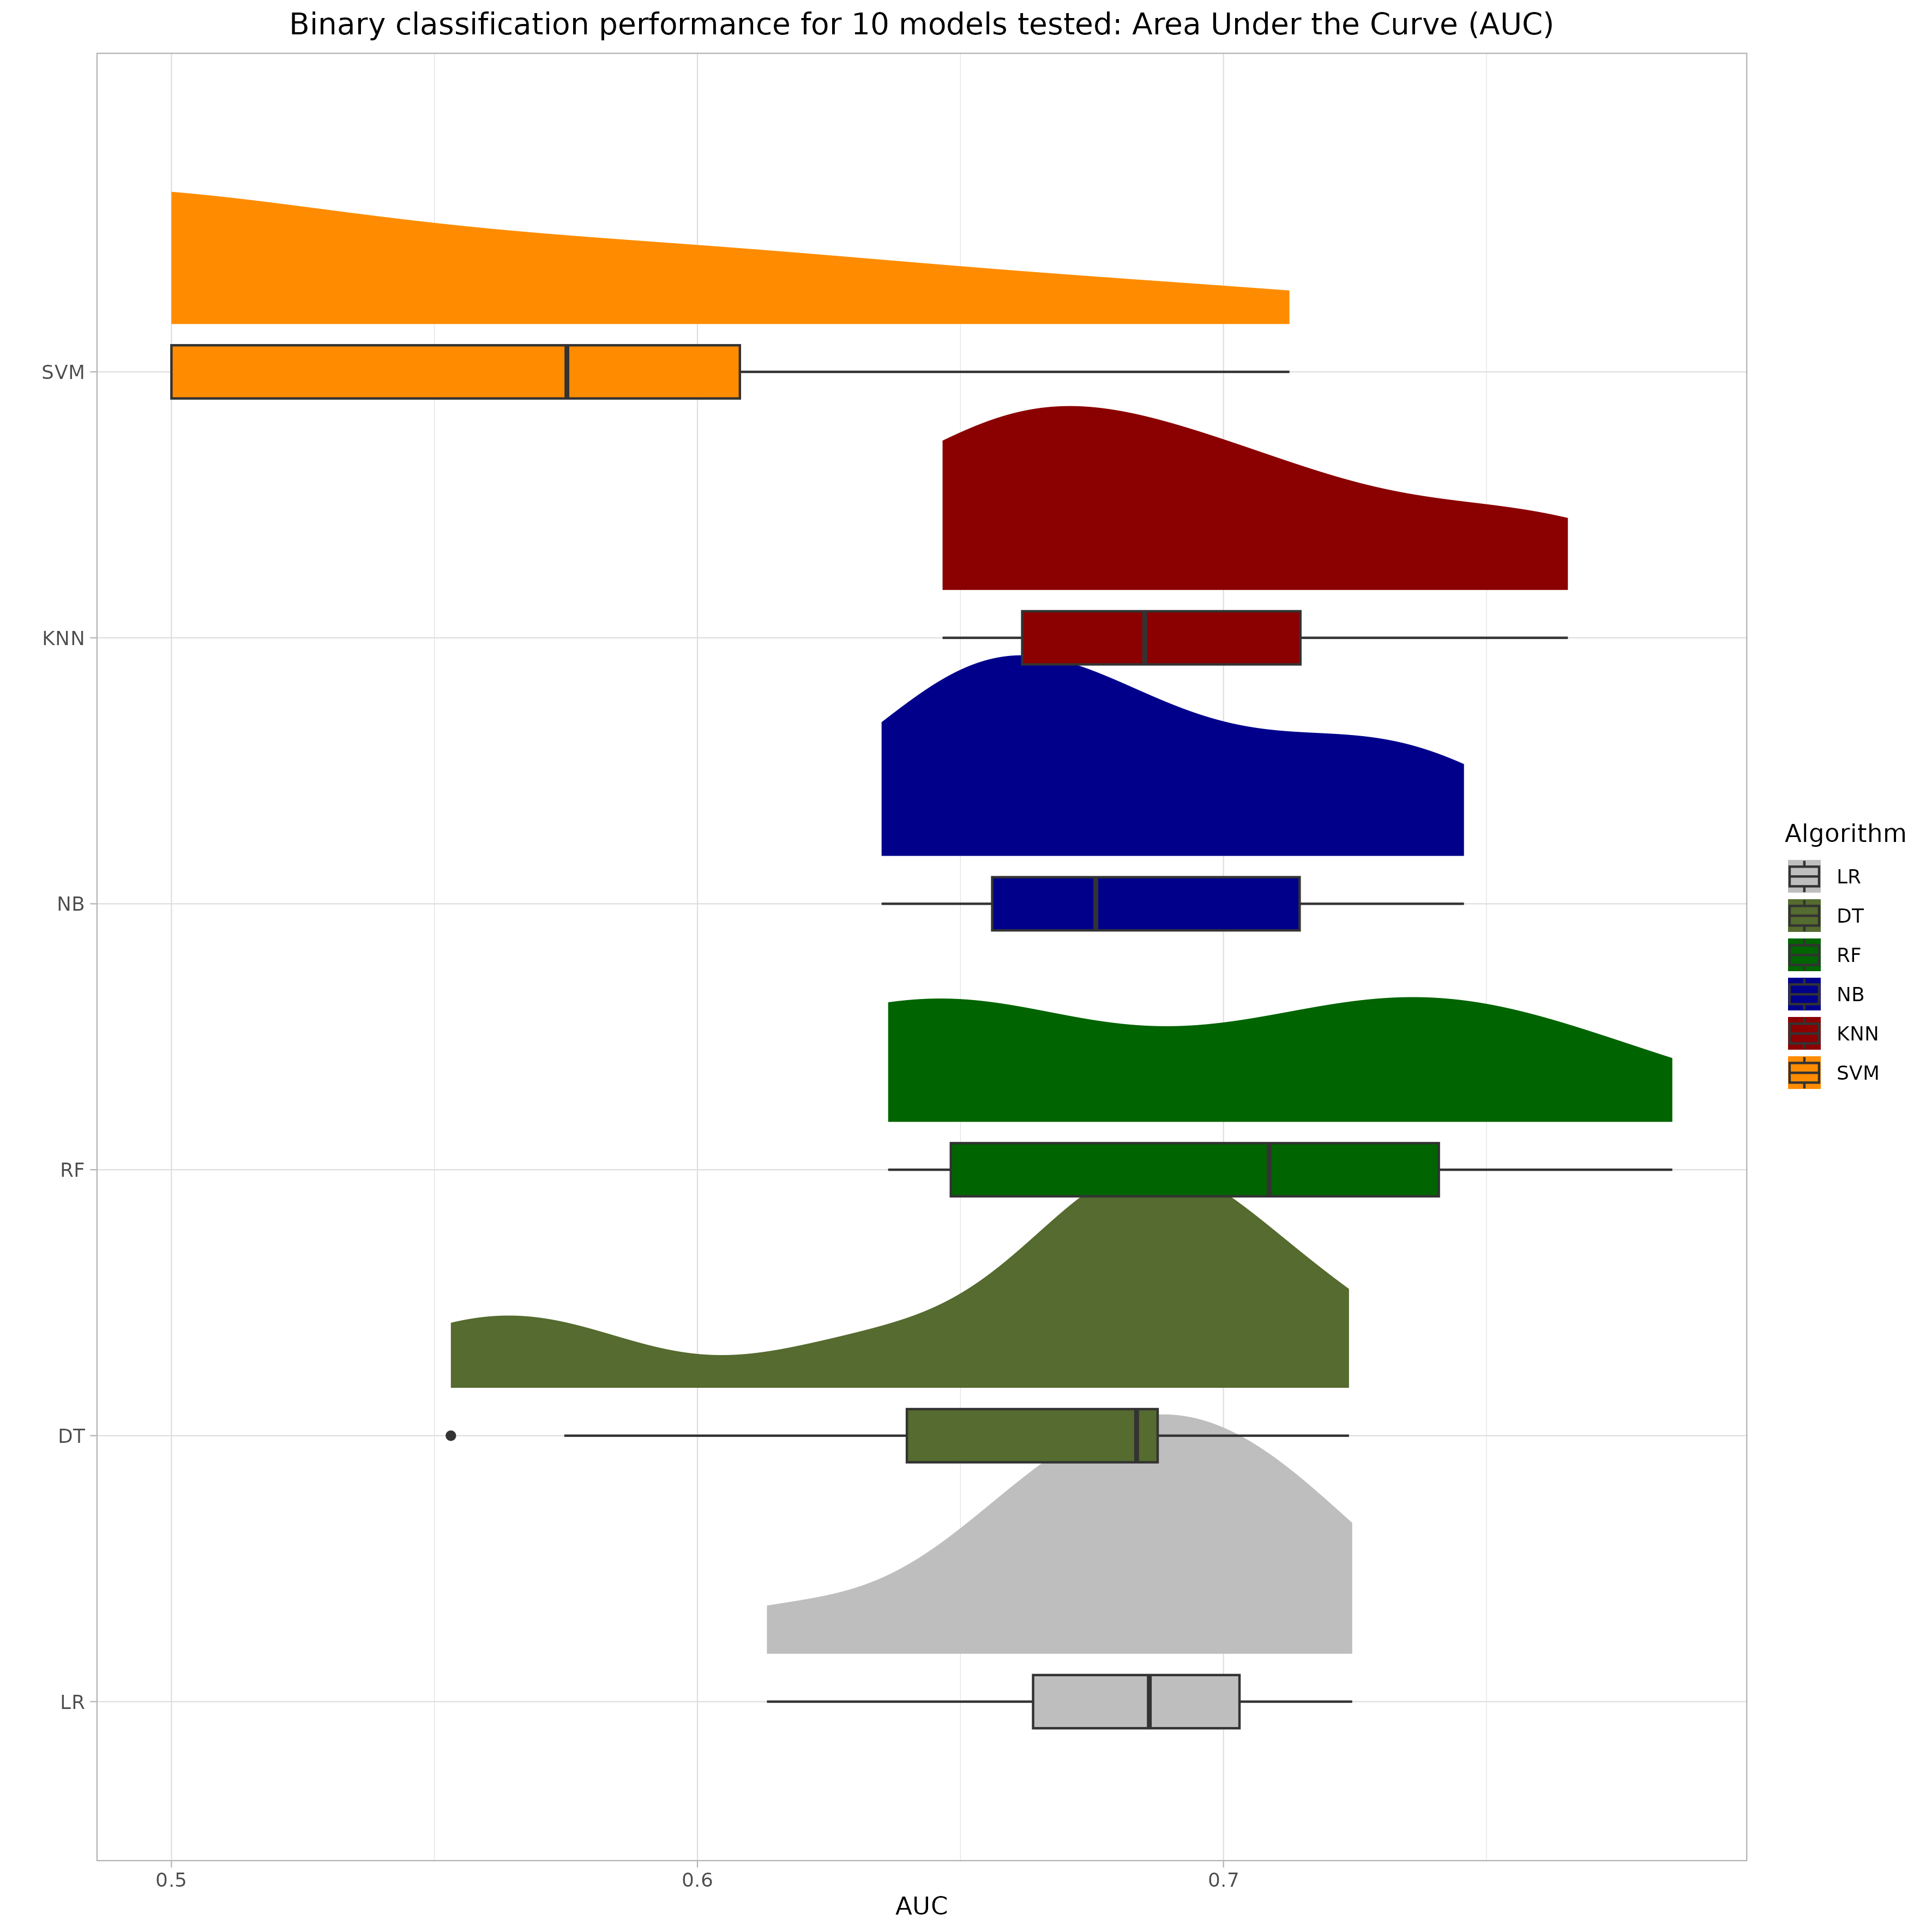 Binary classification performance for 10 models tested: Area Under the Curve (AUC)
SVM
KNN
NB
RF
DT
LR
0.5
0.6
0.7
AUC
Algorithm
LR
DT
RF
NB
KNN
SVM